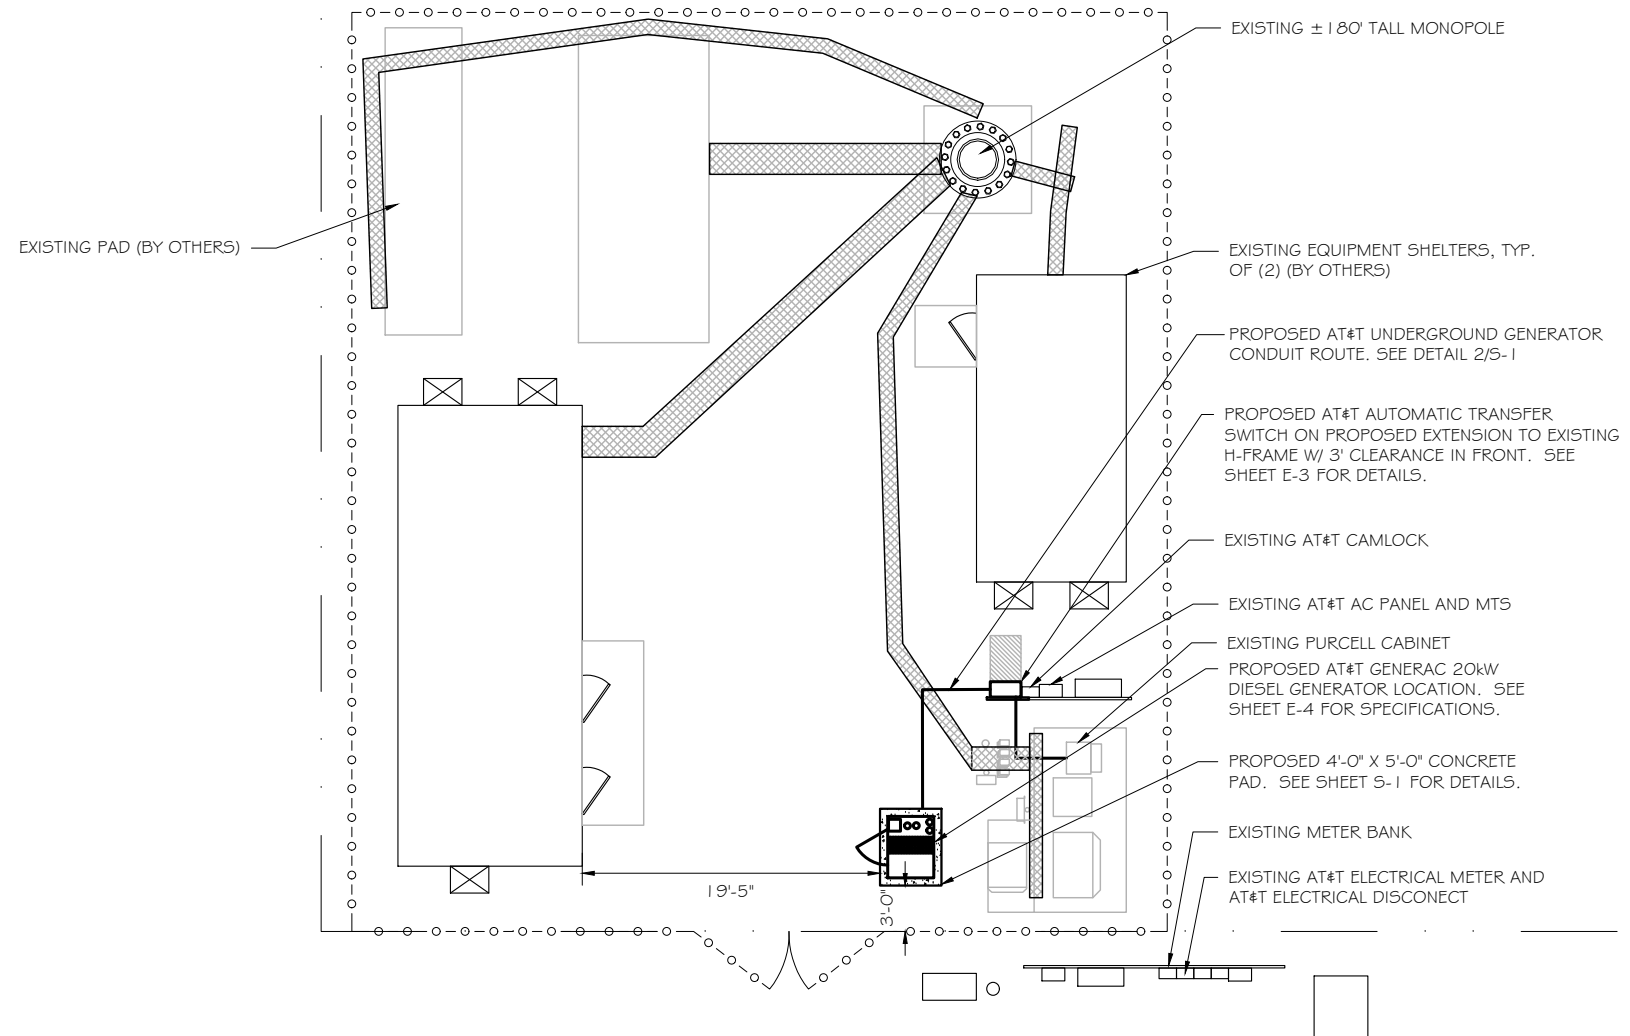 EXISTING ±180' TALL MONOPOLE
EXISTING PAD (BY OTHERS)
EXISTING EQUIPMENT SHELTERS, TYP.
OF (2) (BY OTHERS)
PROPOSED AT&T UNDERGROUND GENERATOR
CONDUIT ROUTE. SEE DETAIL 2/S-1
PROPOSED AT&T AUTOMATIC TRANSFER
SWITCH ON PROPOSED EXTENSION TO EXISTING
H-FRAME W/ 3' CLEARANCE IN FRONT. SEE
SHEET E-3 FOR DETAILS.
EXISTING AT&T CAMLOCK
EXISTING AT&T AC PANEL AND MTS
EXISTING PURCELL CABINET
PROPOSED AT&T GENERAC 20kW
DIESEL GENERATOR LOCATION. SEE
SHEET E-4 FOR SPECIFICATIONS.
PROPOSED 4'-0" X 5'-0" CONCRETE
PAD. SEE SHEET S-1 FOR DETAILS.
EXISTING METER BANK
EXISTING AT&T ELECTRICAL METER AND
AT&T ELECTRICAL DISCONECT
19'-5"
3'-0"